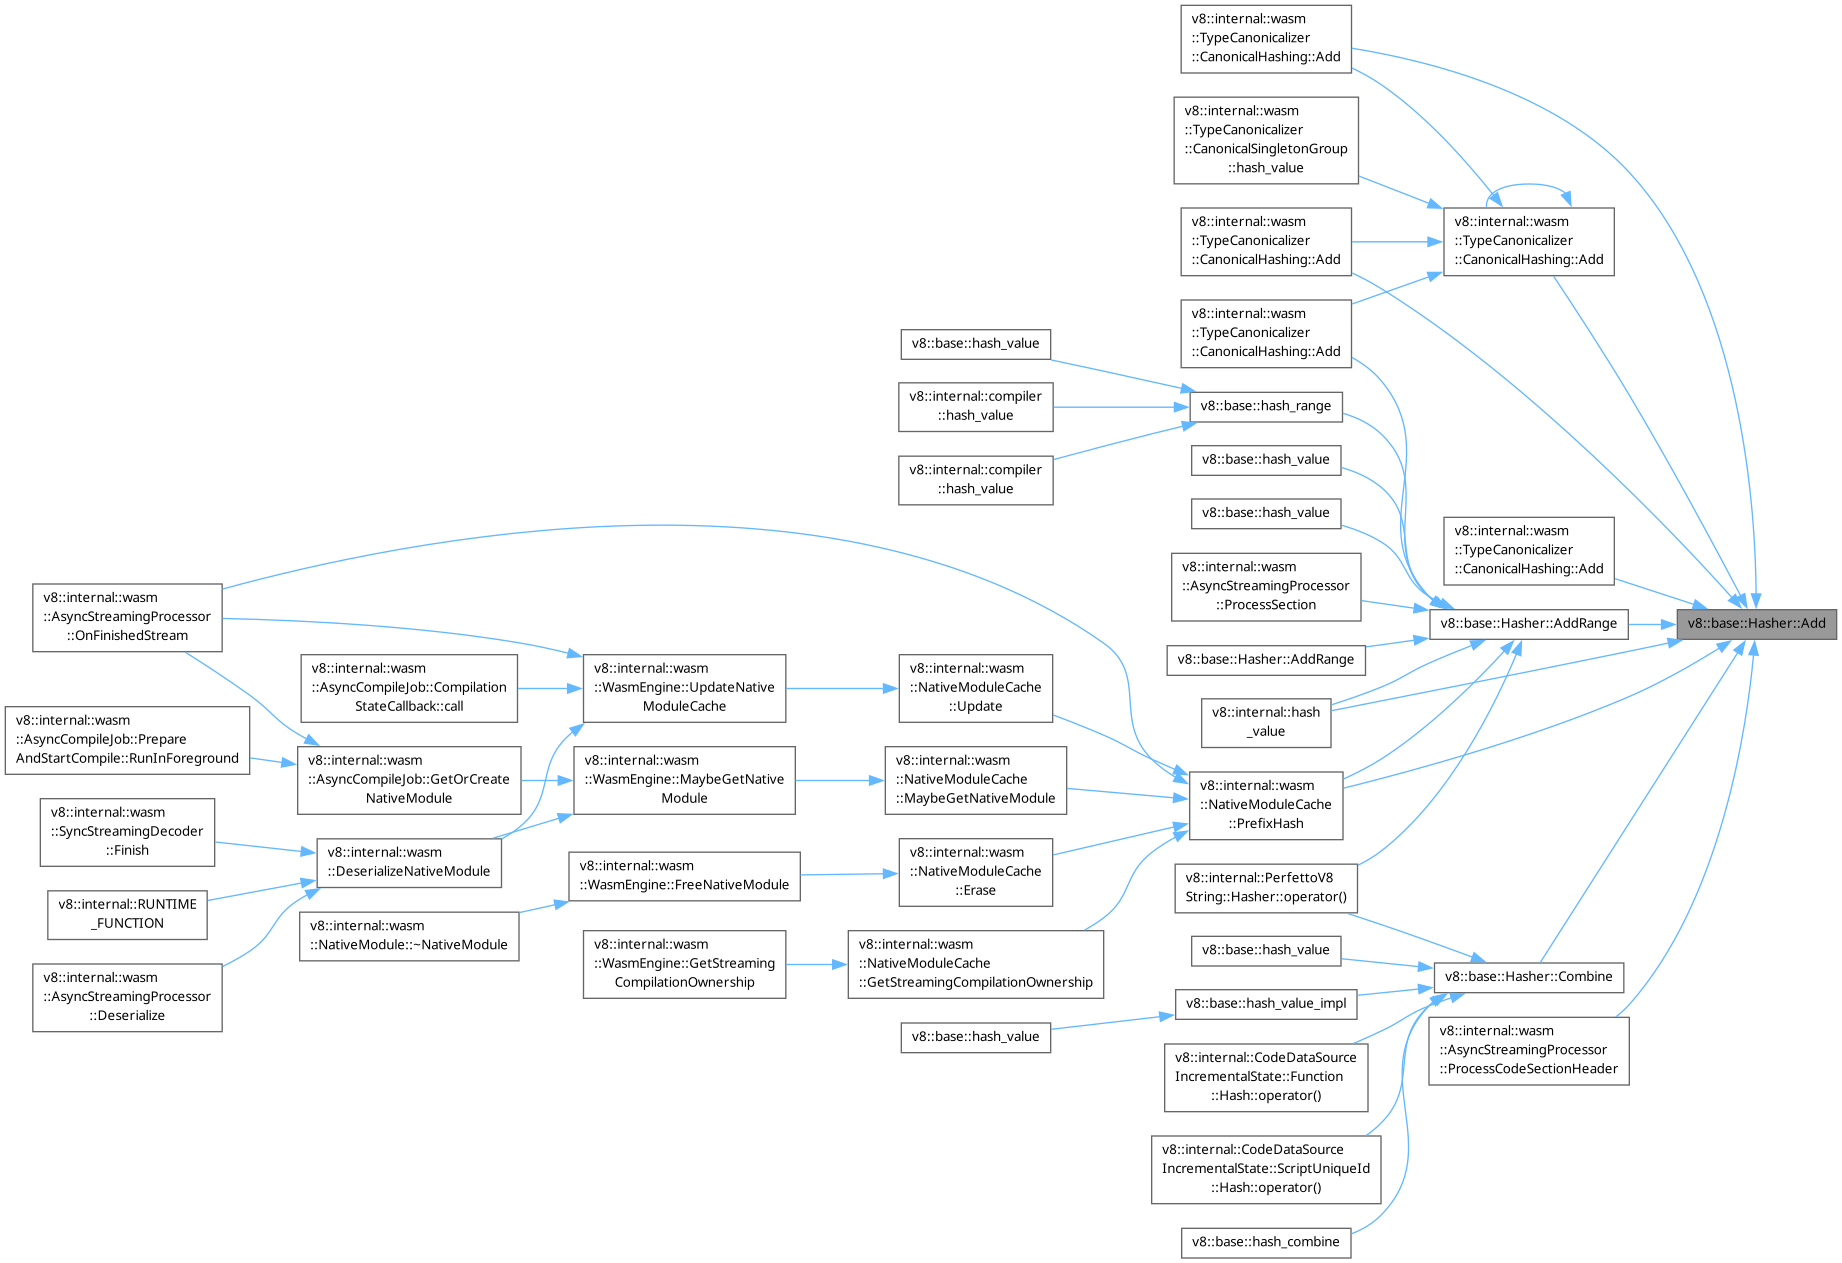 v8::internal::wasm
::TypeCanonicalizer
::CanonicalHashing::Add
v8::internal::wasm
::TypeCanonicalizer
::CanonicalSingletonGroup
::hash_value
v8::internal::wasm
::TypeCanonicalizer
::CanonicalHashing::Add
v8::internal::wasm
::TypeCanonicalizer
::CanonicalHashing::Add
v8::internal::wasm
::TypeCanonicalizer
::CanonicalHashing::Add
v8::base::hash_value
v8::internal::compiler
::hash_value
v8::base::hash_range
v8::internal::compiler
::hash_value
v8::base::hash_value
v8::base::hash_value
v8::internal::wasm
::TypeCanonicalizer
::CanonicalHashing::Add
v8::internal::wasm
::AsyncStreamingProcessor
::ProcessSection
v8::internal::wasm
::AsyncStreamingProcessor
::OnFinishedStream
v8::base::Hasher::AddRange
v8::base::Hasher::Add
v8::base::Hasher::AddRange
v8::internal::wasm
::AsyncCompileJob::Compilation
StateCallback::call
v8::internal::wasm
::WasmEngine::UpdateNative
ModuleCache
v8::internal::wasm
::NativeModuleCache
::Update
v8::internal::hash
_value
v8::internal::wasm
::AsyncCompileJob::Prepare
AndStartCompile::RunInForeground
v8::internal::wasm
::AsyncCompileJob::GetOrCreate
NativeModule
v8::internal::wasm
::WasmEngine::MaybeGetNative
Module
v8::internal::wasm
::NativeModuleCache
::MaybeGetNativeModule
v8::internal::wasm
::NativeModuleCache
::PrefixHash
v8::internal::wasm
::SyncStreamingDecoder
::Finish
v8::internal::wasm
::DeserializeNativeModule
v8::internal::wasm
::WasmEngine::FreeNativeModule
v8::internal::wasm
::NativeModuleCache
::Erase
v8::internal::PerfettoV8
String::Hasher::operator()
v8::internal::RUNTIME
_FUNCTION
v8::internal::wasm
::NativeModule::~NativeModule
v8::internal::wasm
::WasmEngine::GetStreaming
CompilationOwnership
v8::internal::wasm
::NativeModuleCache
::GetStreamingCompilationOwnership
v8::base::hash_value
v8::base::Hasher::Combine
v8::internal::wasm
::AsyncStreamingProcessor
::Deserialize
v8::base::hash_value_impl
v8::base::hash_value
v8::internal::wasm
::AsyncStreamingProcessor
::ProcessCodeSectionHeader
v8::internal::CodeDataSource
IncrementalState::Function
::Hash::operator()
v8::internal::CodeDataSource
IncrementalState::ScriptUniqueId
::Hash::operator()
v8::base::hash_combine